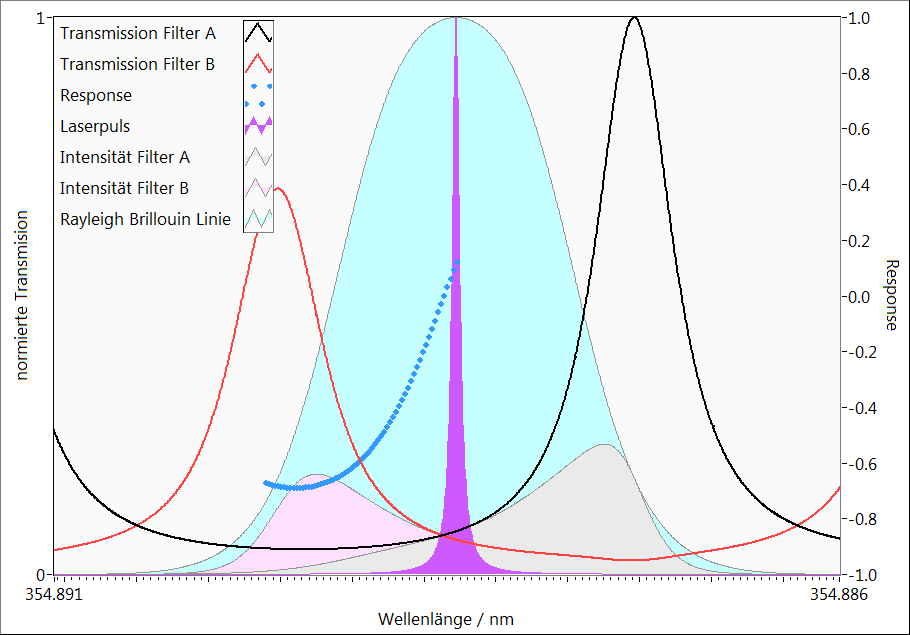 1
1.0
Transmission Filter A
Transmission Filter B
Response
Laserpuls
Intensität Filter A
Intensität Filter B
Rayleigh Brillouin Linie
0.8
0.6
0.4
0.2
0.0
-0.2
-0.4
-0.6
-0.8
-1.0
normierte Transmision
Response
0
354.891
354.886
Wellenlänge / nm